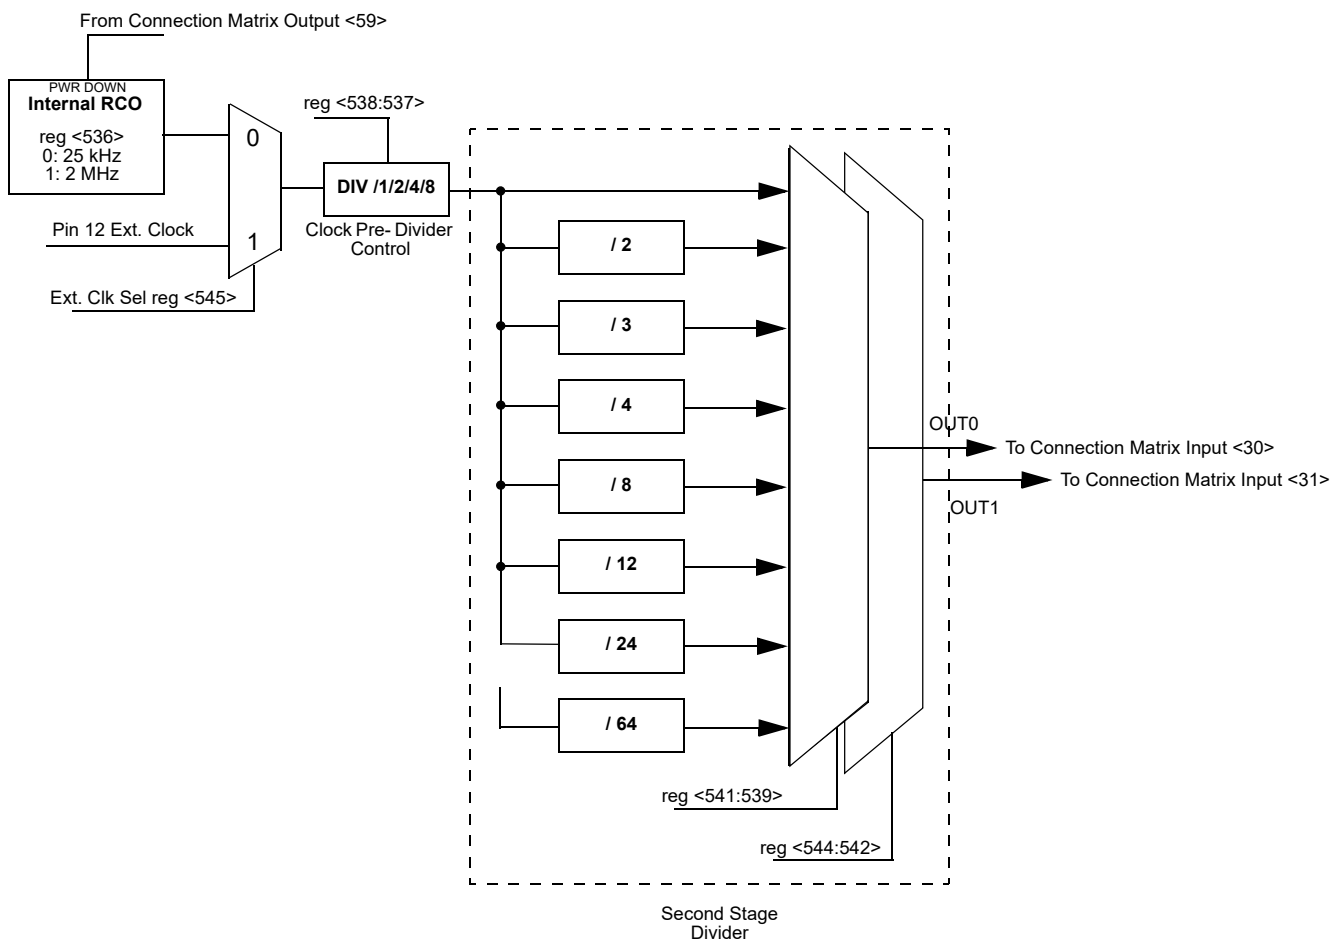 From Connection Matrix Output <59>
PWR DOWN
Internal RCO
reg <536>
0: 25 kHz
1: 2 MHz
0
1
Pin 12 Ext. Clock
Ext. Clk Sel reg <545>
reg <538:537>
DIV /1/2/4/8
Clock Pre- Divider
Control
/ 2
/ 3
/ 4
/ 8
/ 12
/ 24
/ 64
OUT0
To Connection Matrix Input <30>
To Connection Matrix Input <31>
OUT1
reg <541:539>
reg <544:542>
Second Stage
Divider